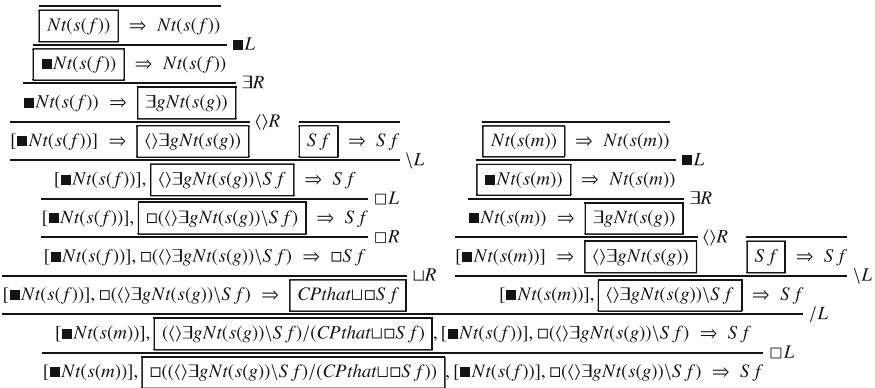 Nt(s(f)) ⇒ Nt(s(f))
■L
■Nt(s(f)) ⇒ Nt(s(f))
∃R
■Nt(s(f)) ⇒ ∃gNt(s(g))
⟨⟩R
[■Nt(s(f))] ⇒ ⟨⟩∃gNt(s(g)) Sf ⇒ Sf
\L
[■Nt(s(f))], ⟨⟩∃gNt(s(g))\Sf ⇒ Sf
□L
[■Nt(s(f))], □(⟨⟩∃gNt(s(g))\Sf) ⇒ Sf
□R
[■Nt(s(f))], □(⟨⟩∃gNt(s(g))\Sf) ⇒ □Sf
⊔R
[■Nt(s(f))], □(⟨⟩∃gNt(s(g))\Sf) ⇒ CPthat⊔□Sf
Nt(s(m)) ⇒ Nt(s(m))
■L
■Nt(s(m)) ⇒ Nt(s(m))
∃R
■Nt(s(m)) ⇒ ∃gNt(s(g))
⟨⟩R
[■Nt(s(m))] ⇒ ⟨⟩∃gNt(s(g)) Sf ⇒ Sf
\L
[■Nt(s(m))], ⟨⟩∃gNt(s(g))\Sf ⇒ Sf
/L
[■Nt(s(m))], (⟨⟩∃gNt(s(g))\Sf)/(CPthat⊔□Sf), [■Nt(s(f))], □(⟨⟩∃gNt(s(g))\Sf) ⇒ Sf
□L
[■Nt(s(m))], □((⟨⟩∃gNt(s(g))\Sf)/(CPthat⊔□Sf)), [■Nt(s(f))], □(⟨⟩∃gNt(s(g))\Sf) ⇒ Sf